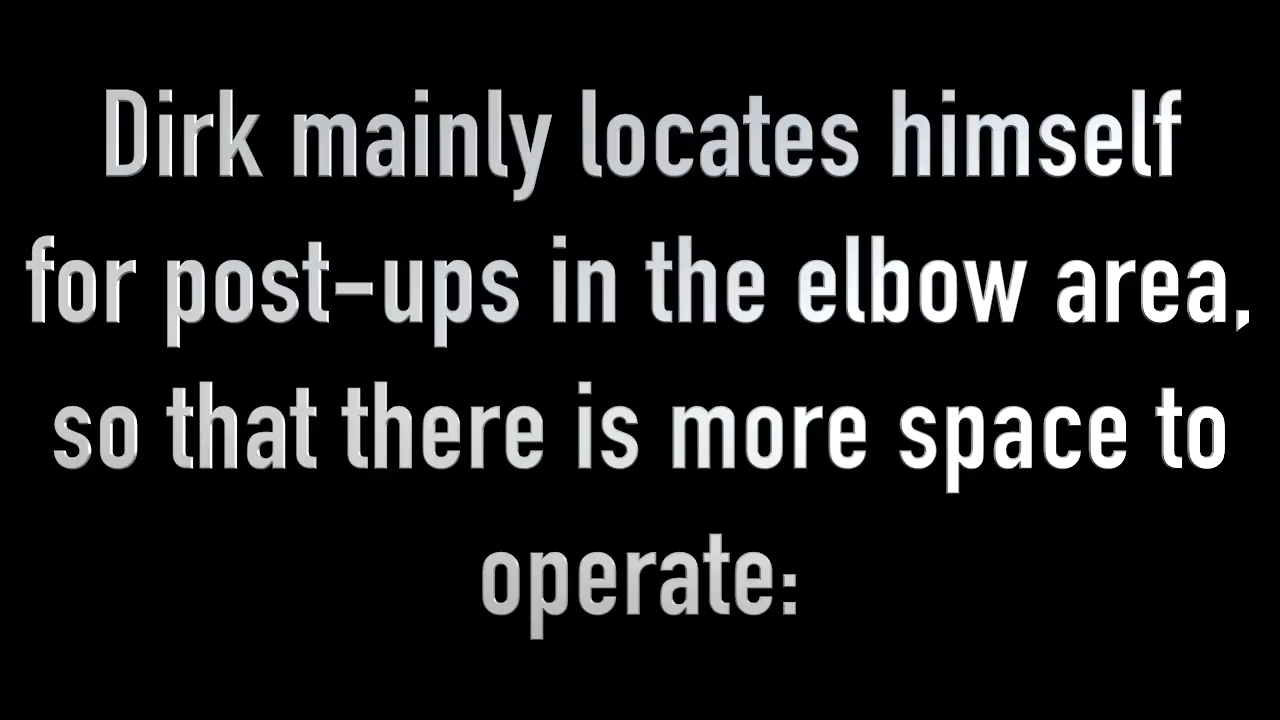 Dirk mainly locates himself
for post-ups in the elbow area,
so that there is more space to
operate: